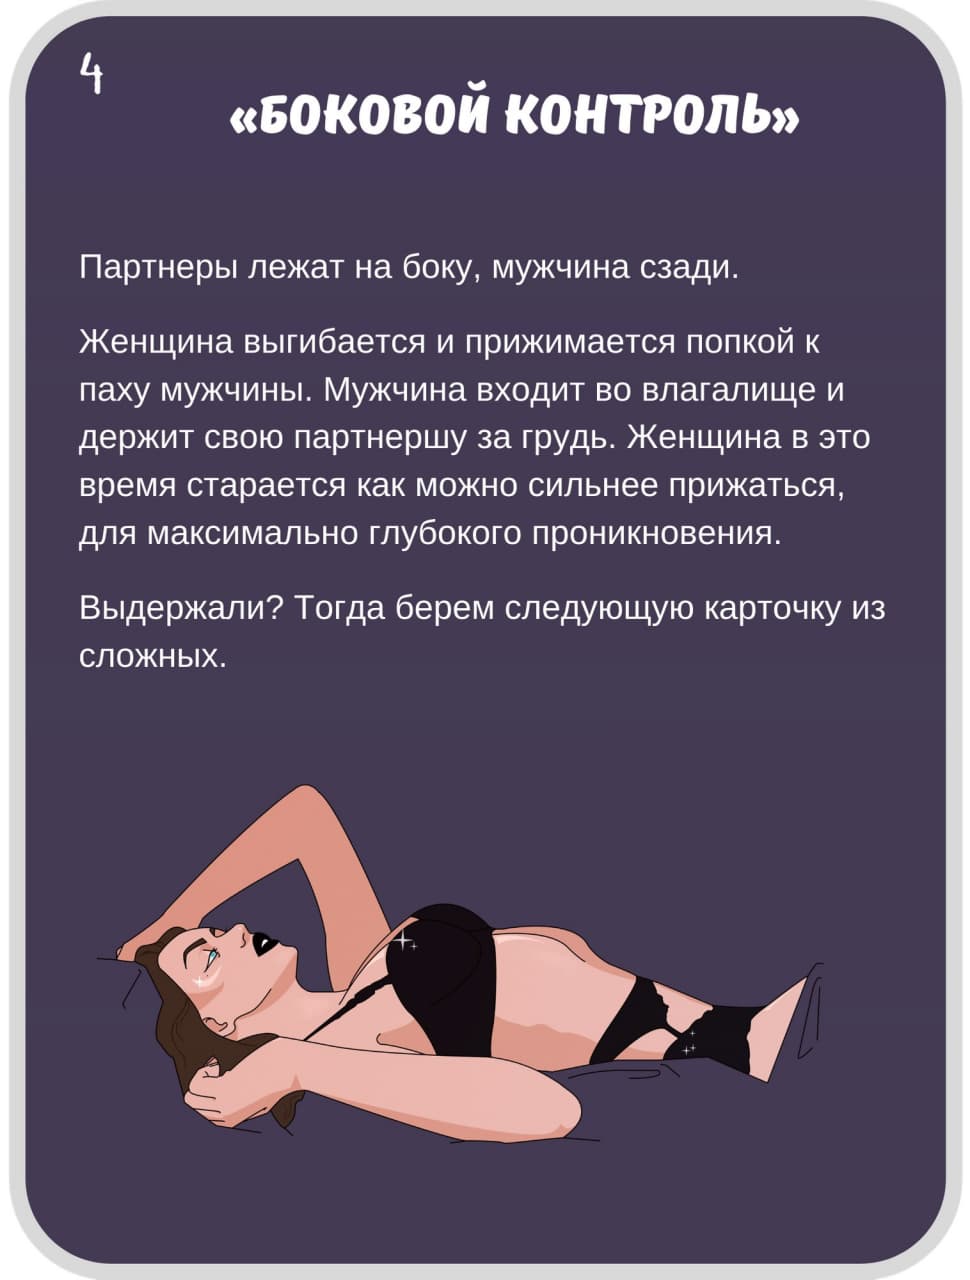 4
«БОКОВОЙ КОНТРОЛЬ»
Партнеры лежат на боку, мужчина сзади.
Женщина выгибается и прижимается попкой к
паху мужчины. Мужчина входит во влагалище и
держит свою партнершу за грудь. Женщина в это
время старается как можно сильнее прижаться,
для максимально глубокого проникновения.
Выдержали? Тогда берем следующую карточку из
сложных.